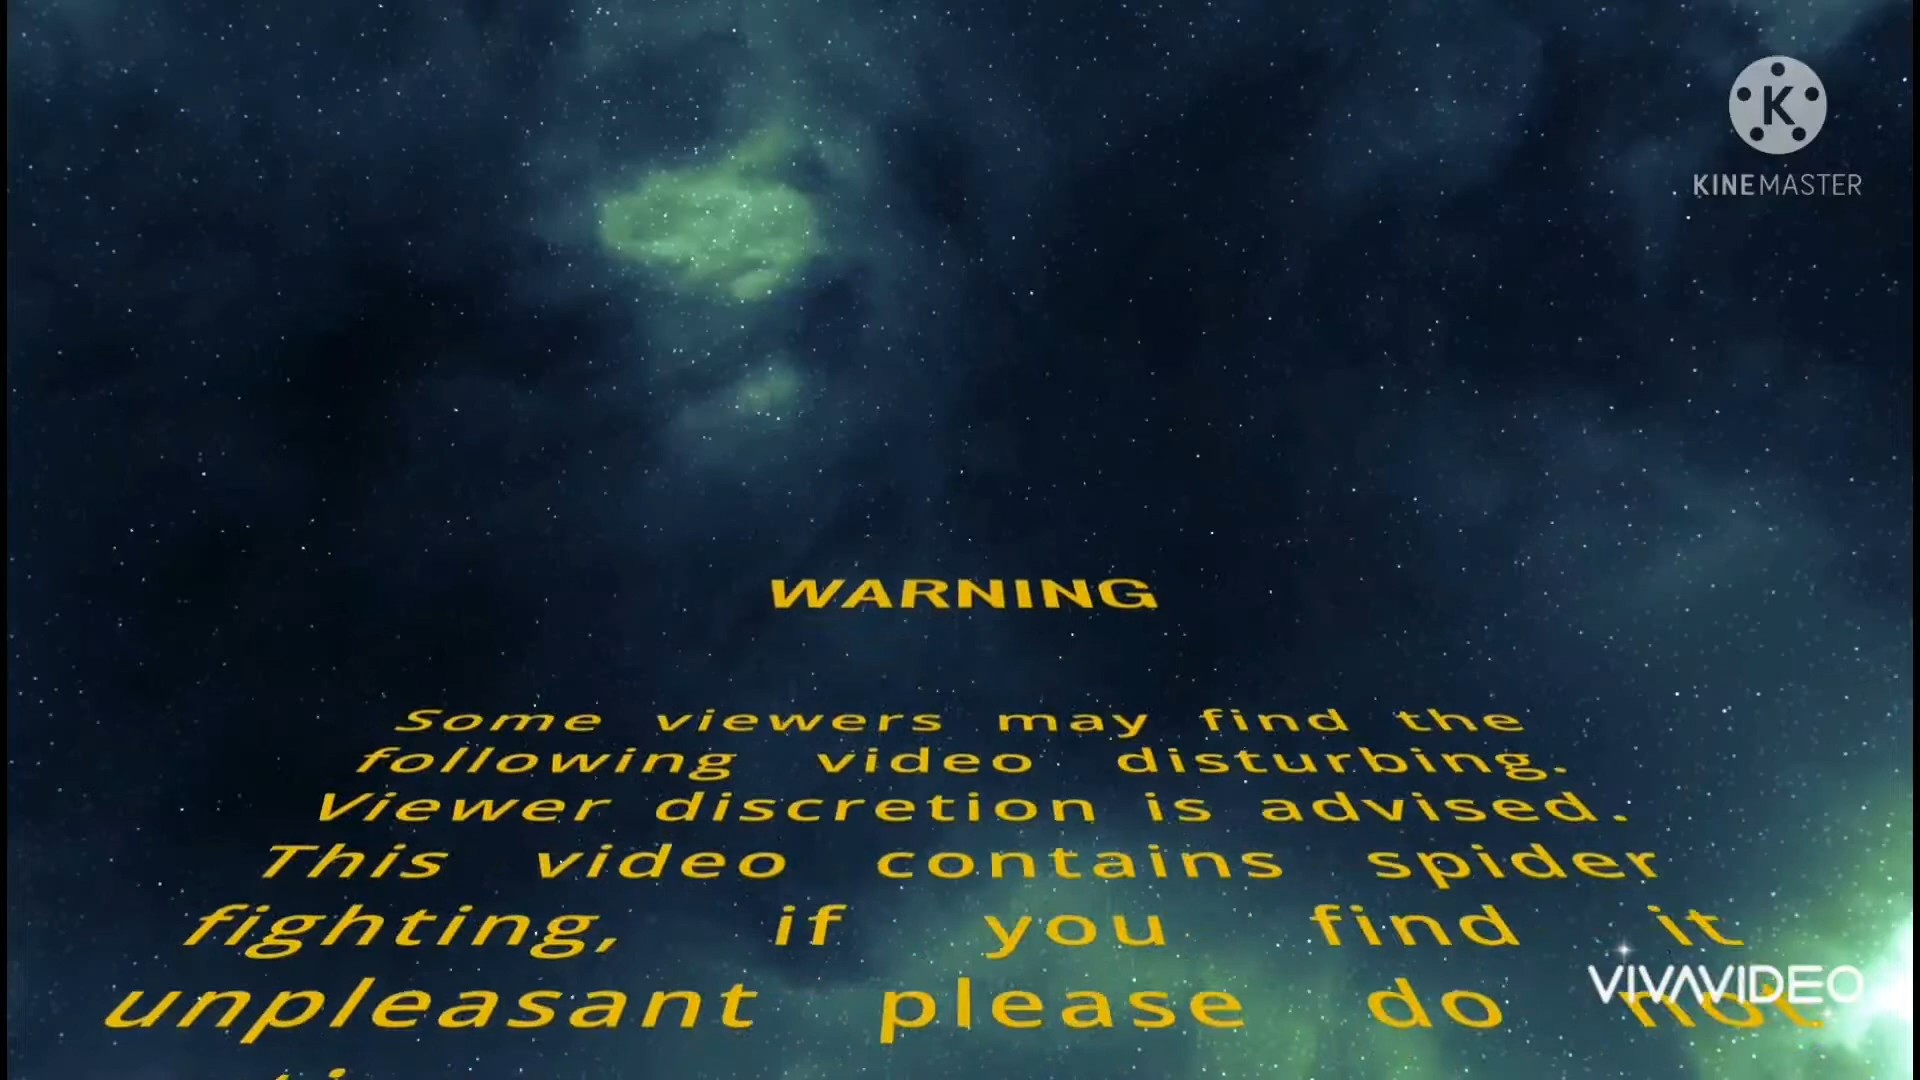 K
KINEMASTER
WARNING
Some viewers may find the
following video disturbing.
Viewer discretion is advised.
This video contains spider
fighting, if you find it
unpleasant please do not
VIVAVIDEO